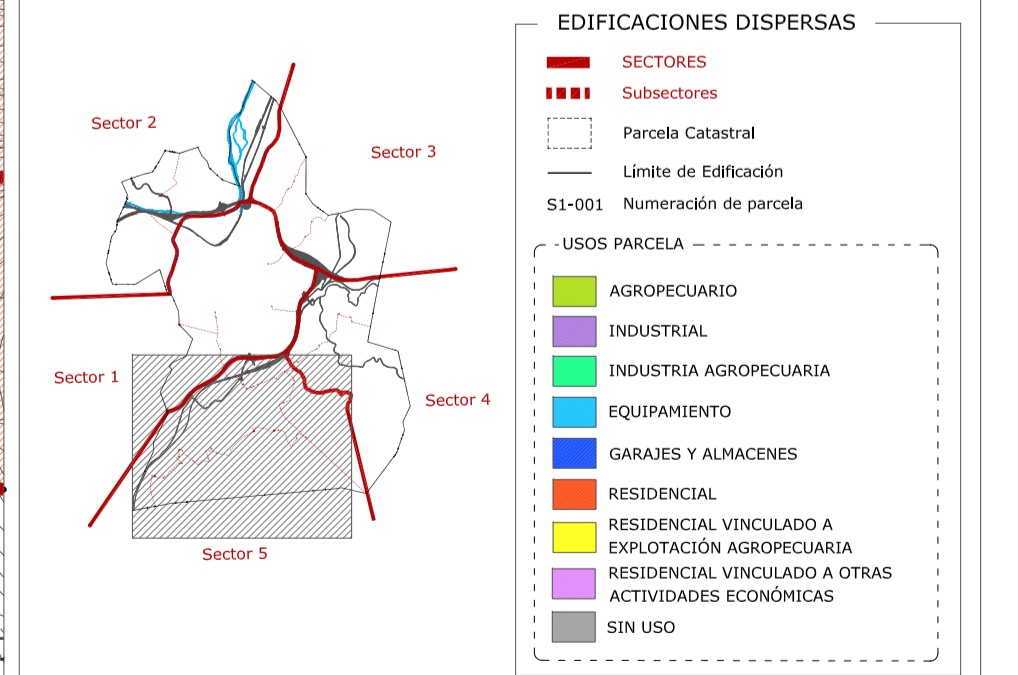 Sector 2
Sector 3
Sector 1
Sector 4
Sector 5
EDIFICACIONES DISPERSAS
SECTORES
Subsectores
Parcela Catastral
Límite de Edificación
S1-001 Numeración de parcela
USOS PARCELA
AGROPECUARIO
INDUSTRIAL
INDUSTRIA AGROPECUARIA
EQUIPAMIENTO
GARAJES Y ALMACENES
RESIDENCIAL
RESIDENCIAL VINCULADO A
EXPLOTACIÓN AGROPECUARIA
RESIDENCIAL VINCULADO A OTRAS
ACTIVIDADES ECONÓMICAS
SIN USO